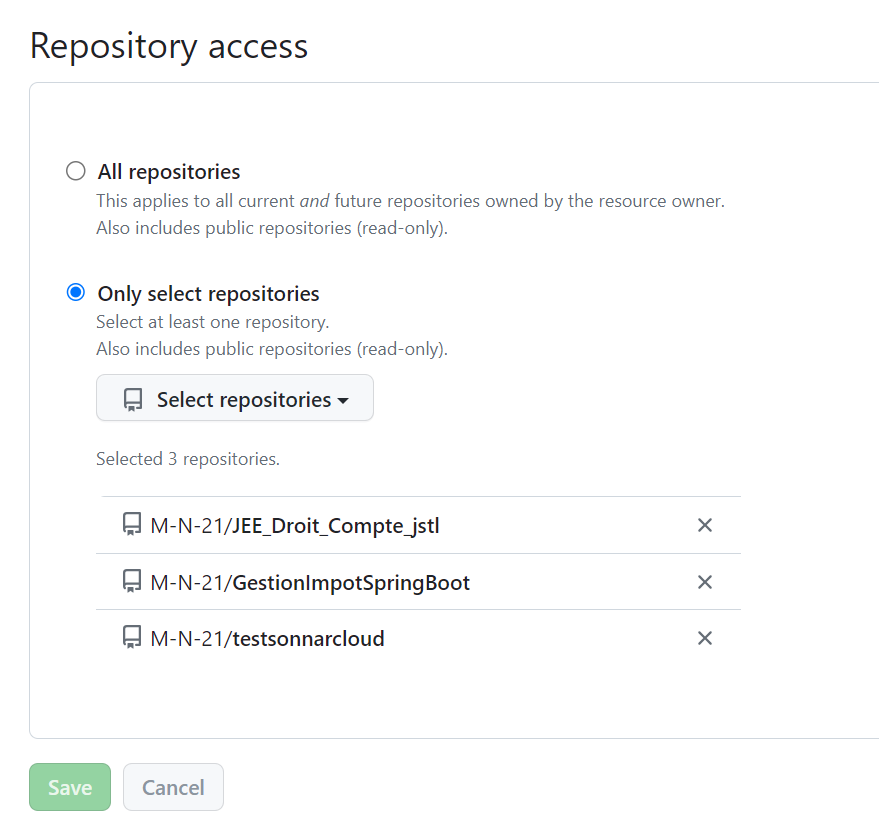 Repository access
All repositories
This applies to all current and future repositories owned by the resource owner.
Also includes public repositories (read-only).
Only select repositories
Select at least one repository.
Also includes public repositories (read-only).
Select repositories
Selected 3 repositories.
M-N-21/JEE_Droit_Compte_jstl
M-N-21/GestionImpotSpringBoot
M-N-21/testsonnarcloud
Save Cancel